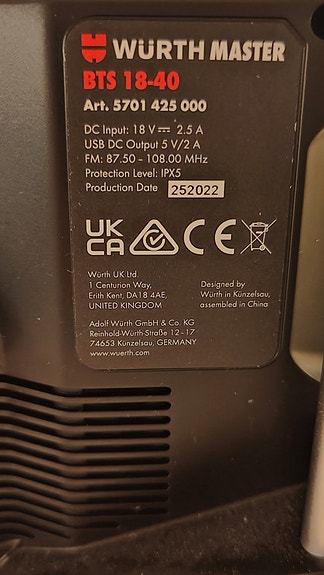 WÜRTH MASTER
BTS 18-40
Art. 5701 425 000
DC Input: 18 V ⎓ 2.5 A
USB DC Output 5 V/2 A
FM: 87.50 - 108.00 MHz
Protection Level: IPX5
Production Date 252022
UK CA CE
Würth UK Ltd.
1 Centurion Way,
Erith Kent, DA18 4AE,
UNITED KINGDOM
Designed by
Würth in Künzelsau,
assembled in China
Adolf Würth GmbH & Co. KG
Reinhold-Würth-Straße 12 - 17
74653 Künzelsau, GERMANY
www.wuerth.com